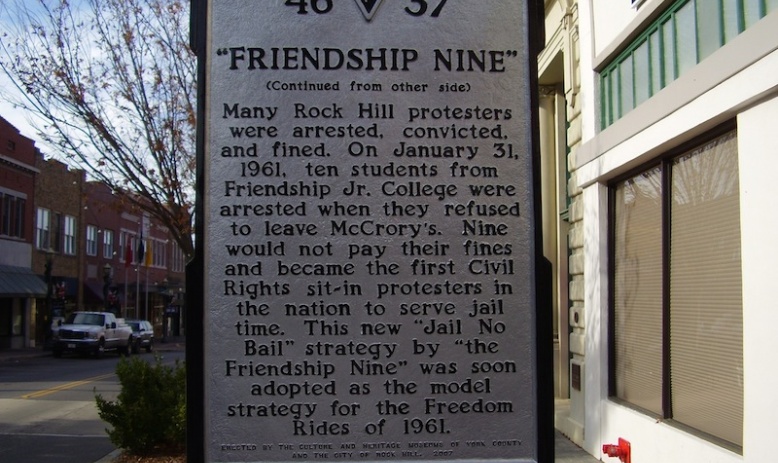 46 37
"FRIENDSHIP NINE"
(Continued from other side)
Many Rock Hill protesters
were arrested, convicted,
and fined. On January 31,
1961, ten students from
Friendship Jr. College were
arrested when they refused
to leave McCrory's. Nine
would not pay their fines
and became the first Civil
Rights sit-in protesters in
the nation to serve jail
time. This new "Jail No
Bail" strategy by "the
Friendship Nine" was soon
adopted as the model
strategy for the Freedom
Rides of 1961.
ERECTED BY THE CULTURE AND HERITAGE MUSEUMS OF YORK COUNTY
AND THE CITY OF ROCK HILL, 2007